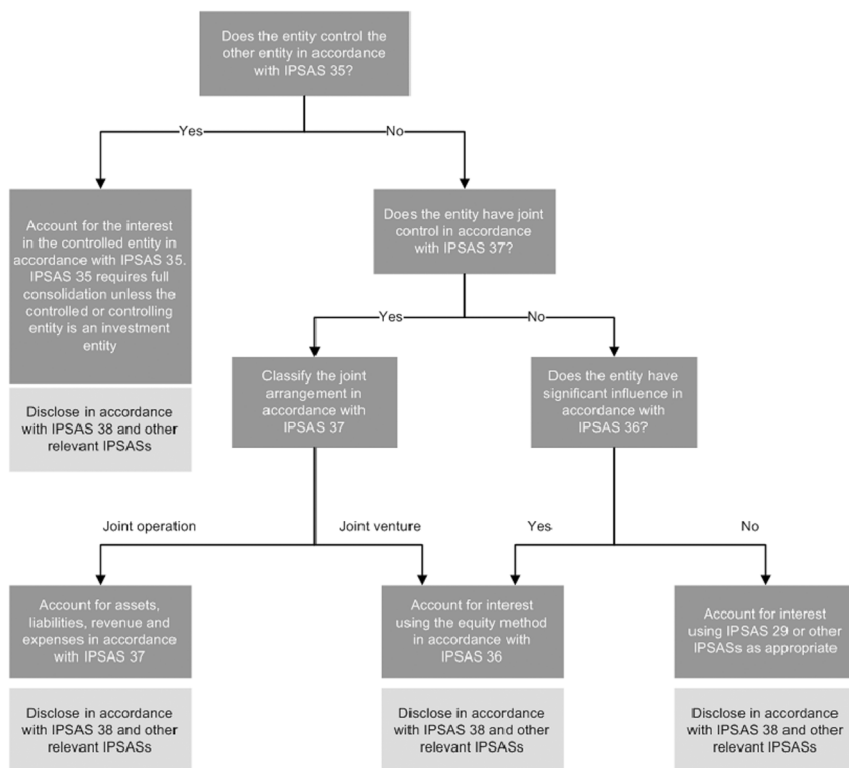 Does the entity control the
other entity in accordance
with IPSAS 35?
Yes
No
Account for the interest
in the controlled entity in
accordance with IPSAS 35.
IPSAS 35 requires full
consolidation unless the
controlled or controlling
entity is an investment
entity
Disclose in accordance
with IPSAS 38 and other
relevant IPSASs
Does the entity have joint
control in accordance
with IPSAS 37?
Yes
No
Classify the joint
arrangement in
accordance with
IPSAS 37
Does the entity have
significant influence in
accordance with
IPSAS 36?
Joint operation
Joint venture
Yes
No
Account for assets,
liabilities, revenue and
expenses in accordance
with IPSAS 37
Disclose in accordance
with IPSAS 38 and other
relevant IPSASs
Account for interest
using the equity method
in accordance with
IPSAS 36
Disclose in accordance
with IPSAS 38 and other
relevant IPSASs
Account for interest
using IPSAS 29 or other
IPSASs as appropriate
Disclose in accordance
with IPSAS 38 and other
relevant IPSASs